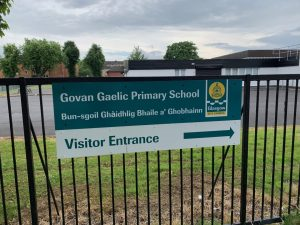 Govan Gaelic Primary School
Bun-sgoil Ghàidhlig Bhaile a' Ghobhainn
Visitor Entrance